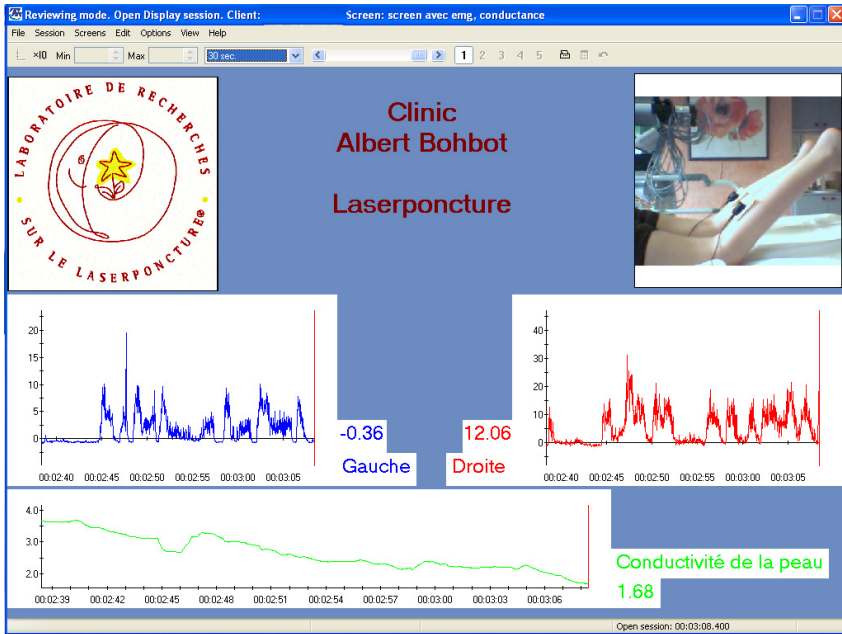 Reviewing mode. Open Display session. Client: Screen: screen avec emg, conductance
File Session Screens Edit Options View Help
×10 Min Max 30 sec. 1 2 3 4 5
LABORATOIRE DE RECHERCHES
SUR LE LASERPONCTURE®
Clinic
Albert Bohbot
Laserponcture
20
15
10
5
0
00:02:40 00:02:45 00:02:50 00:02:55 00:03:00 00:03:05
-0.36
Gauche
12.06
Droite
40
30
20
10
0
00:02:40 00:02:45 00:02:50 00:02:55 00:03:00 00:03:05
4.0
3.0
2.0
00:02:39 00:02:42 00:02:45 00:02:48 00:02:51 00:02:54 00:02:57 00:03:00 00:03:03 00:03:06
Conductivité de la peau
1.68
Open session: 00:03:08.400